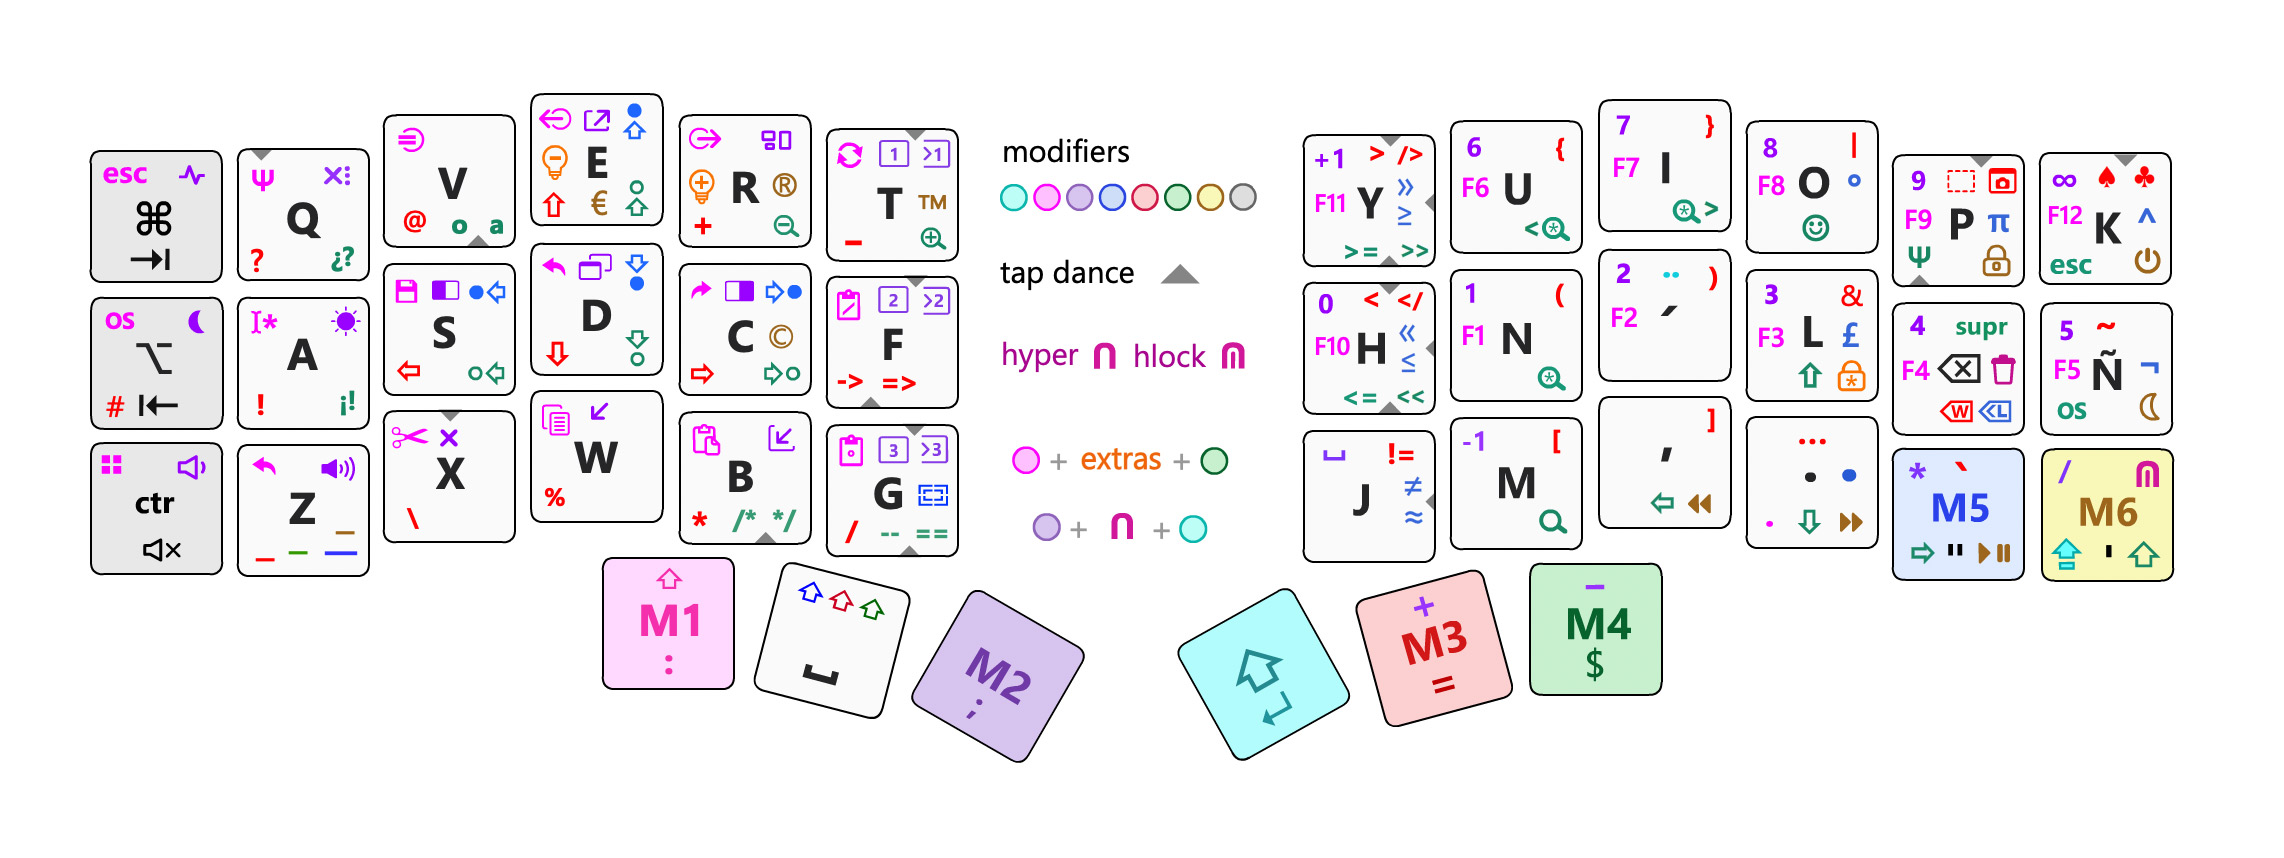 esc
⌘
→|
Q
? ¿?
V
@ o a
E
€
R ®
+
1 >1
T ™
−
modifiers
+1 > />
F11 Y »
≥
>= >>
6 {
F6 U
< *
7 }
F7 I
* >
8 |
F8 O °
9
F9 P π
Ψ
∞ ♠ ♣
F12 K ^
esc
OS
⌥
# |←
I*
A
! ¡!
S
D
C ©
2 >2
F
-> =>
tap dance
0 < </
F10 H «
≤
<= <<
1 (
F1 N
*
2 ¨ )
F2 ´
3 &
F3 L £
4 supr
F4
W L
5 ~
F5 Ñ ¬
OS
hyper hlock
ctr
Z
_ _ _ _
X
\
W
%
B
* /* */
3 >3
G
/ -- ==
+ extras +
+ +
!=
J ≠
≈
-1 [
M
]
,
…
. •
·
*  `
M5
"
/
M6
'
M1
:
M2
;
+
M3
=
−
M4
$